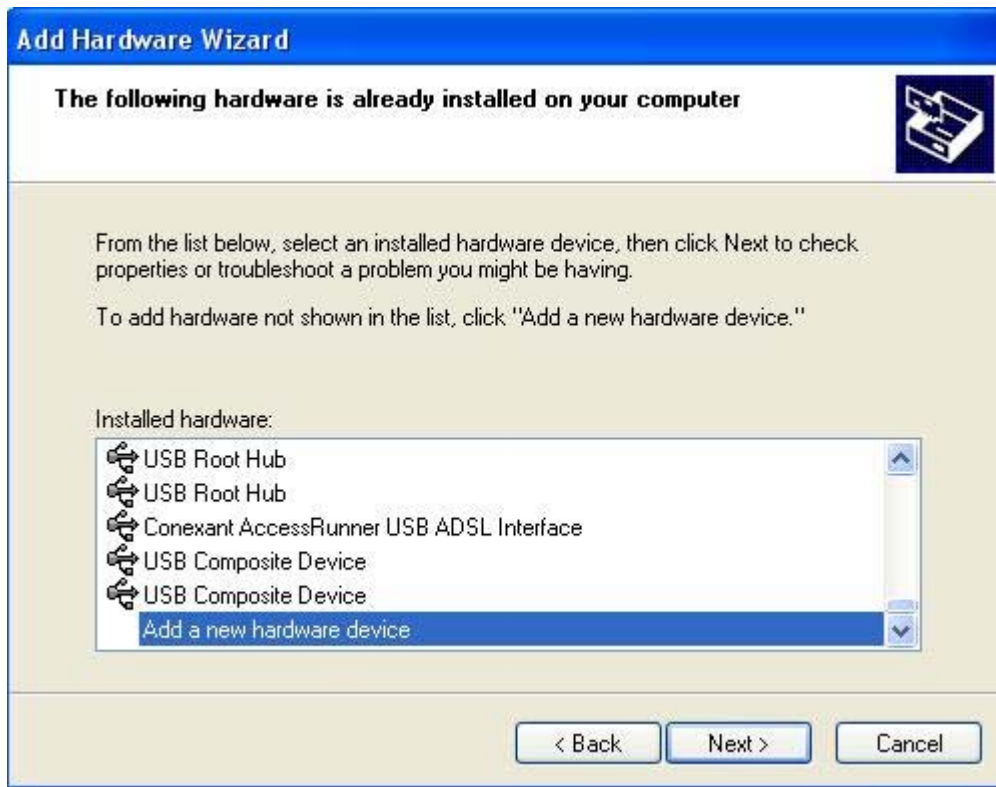 Add Hardware Wizard
The following hardware is already installed on your computer
From the list below, select an installed hardware device, then click Next to check
properties or troubleshoot a problem you might be having.
To add hardware not shown in the list, click "Add a new hardware device."
Installed hardware:
USB Root Hub
USB Root Hub
Conexant AccessRunner USB ADSL Interface
USB Composite Device
USB Composite Device
Add a new hardware device
< Back
Next >
Cancel